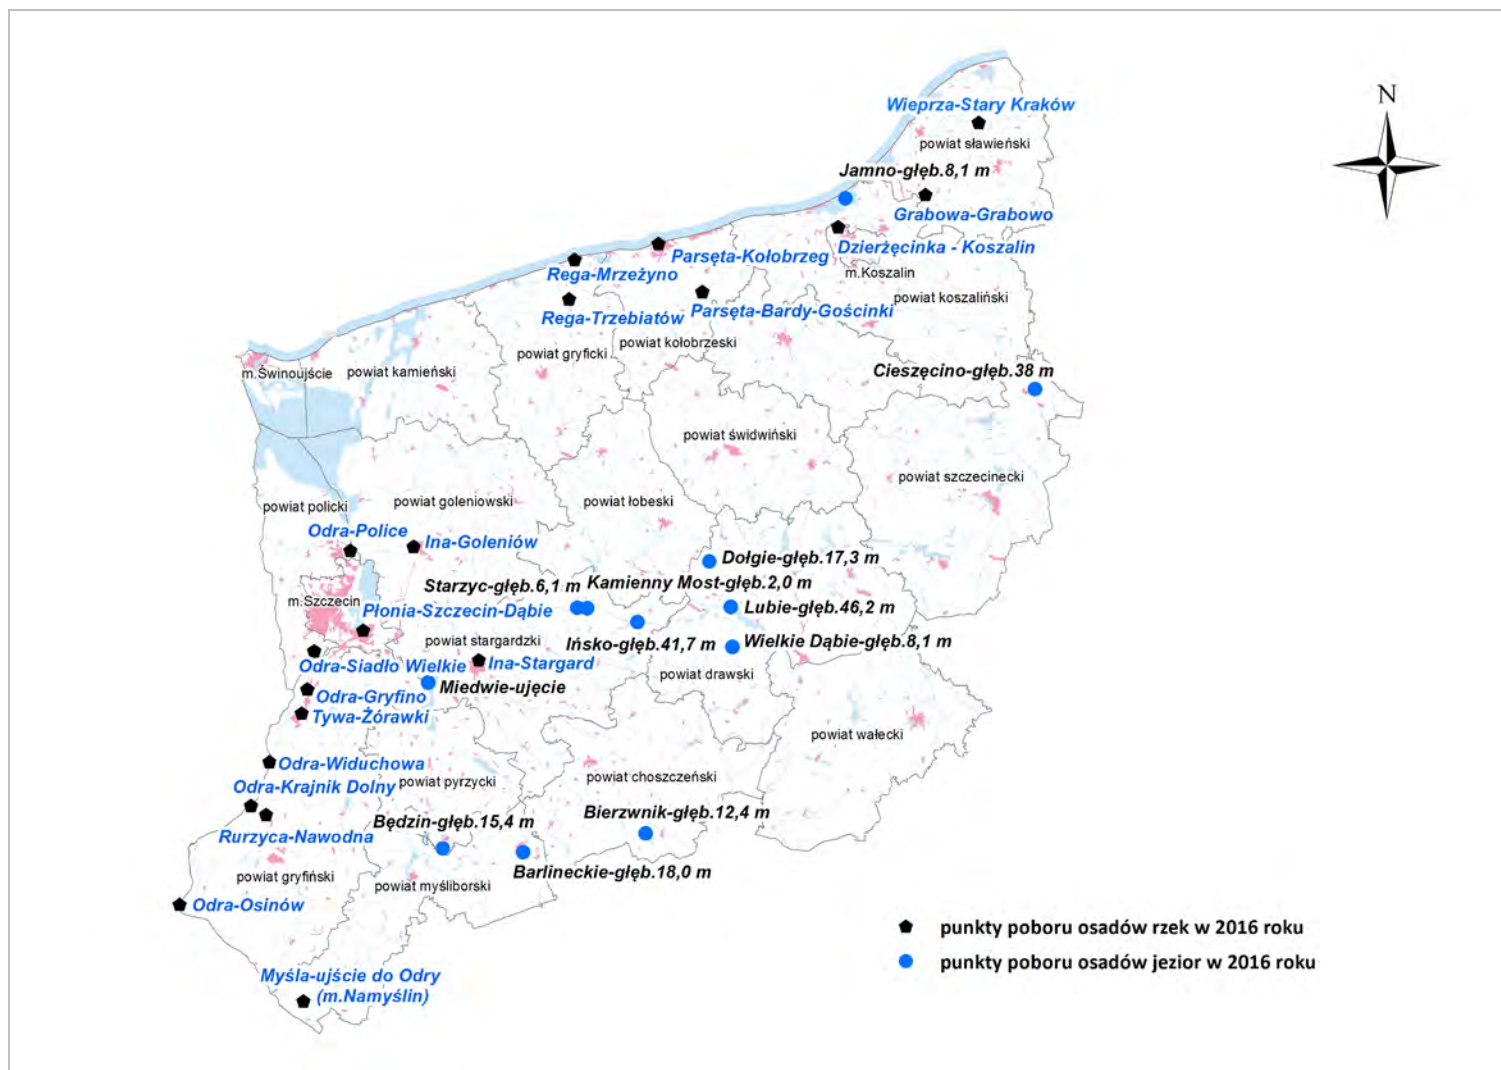 N
Wieprza-Stary Kraków
powiat sławieński
Jamno-głęb.8,1 m
Grabowa-Grabowo
Dzierżęcinka - Koszalin
Parsęta-Kołobrzeg
m.Koszalin
Rega-Mrzeżyno
powiat koszaliński
Rega-Trzebiatów
Parsęta-Bardy-Gościnki
powiat kołobrzeski
powiat gryficki
m.Świnoujście
powiat kamieński
Cieszęcino-głęb.38 m
powiat świdwiński
powiat szczecinecki
powiat policki
powiat goleniowski
powiat łobeski
Odra-Police
Ina-Goleniów
Dołgie-głęb.17,3 m
Starzyc-głęb.6,1 m
Kamienny Most-głęb.2,0 m
m.Szczecin
Płonia-Szczecin-Dąbie
Lubie-głęb.46,2 m
powiat stargardzki
Ińsko-głęb.41,7 m
Wielkie Dąbie-głęb.8,1 m
Odra-Siadło Wielkie
Ina-Stargard
powiat drawski
Miedwie-ujęcie
Odra-Gryfino
Tywa-Żórawki
powiat wałecki
Odra-Widuchowa
powiat pyrzycki
powiat choszczeński
Odra-Krajnik Dolny
Będzin-głęb.15,4 m
Bierzwnik-głęb.12,4 m
Rurzyca-Nawodna
Barlineckie-głęb.18,0 m
powiat gryfiński
powiat myśliborski
Odra-Osinów
punkty poboru osadów rzek w 2016 roku
punkty poboru osadów jezior w 2016 roku
Myśla-ujście do Odry
(m.Namyślin)